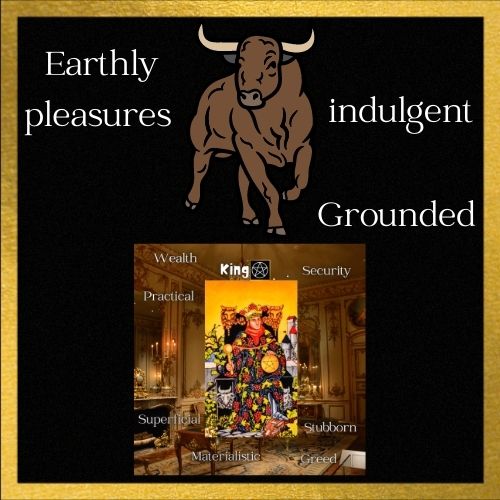 Earthly
pleasures
indulgent
Grounded
Wealth
King
Security
Practical
Superficial
Stubborn
Materialistic
Greed